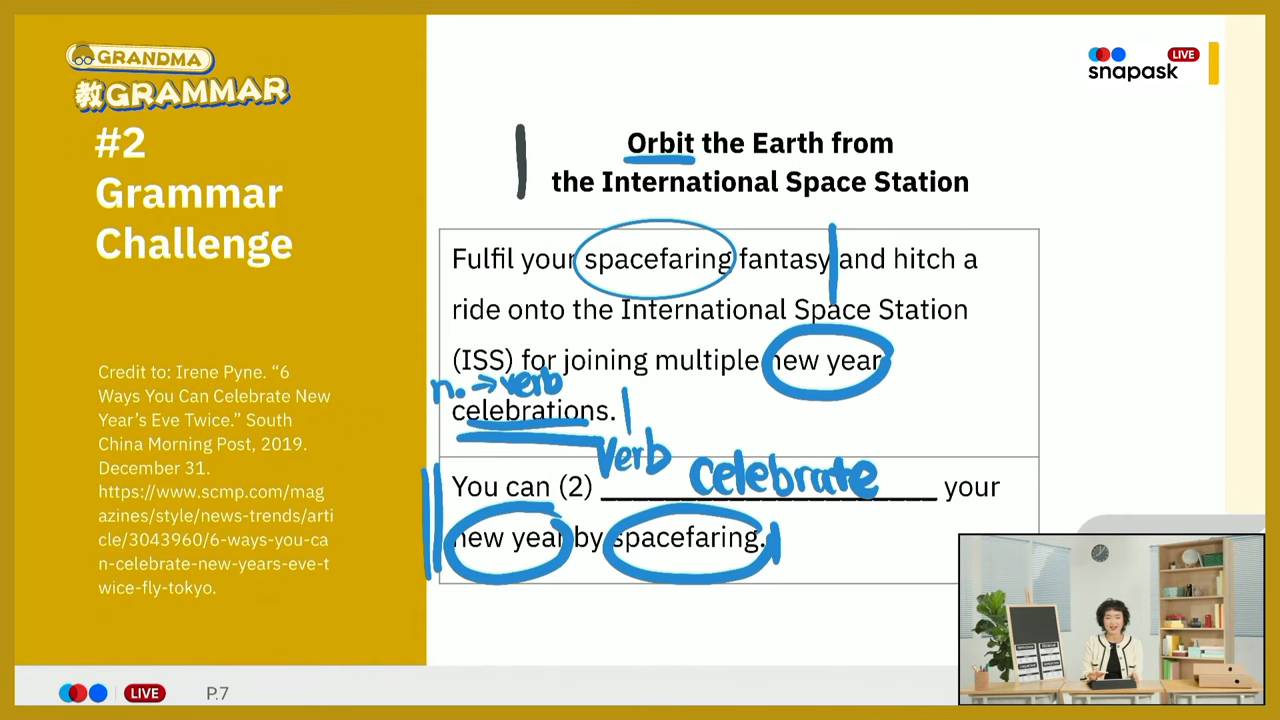 GRANDMA
教GRAMMAR
#2
Grammar
Challenge
Credit to: Irene Pyne. “6
Ways You Can Celebrate New
Year’s Eve Twice.” South
China Morning Post, 2019.
December 31.
https://www.scmp.com/mag
azines/style/news-trends/arti
cle/3043960/6-ways-you-ca
n-celebrate-new-years-eve-t
wice-fly-tokyo.
LIVE
snapask
Orbit the Earth from
the International Space Station
Fulfil your spacefaring fantasy and hitch a
ride onto the International Space Station
(ISS) for joining multiple new year
n. → verb
celebrations.
verb
celebrate
You can (2) ____________________ your
new year by spacefaring.
LIVE
P.7